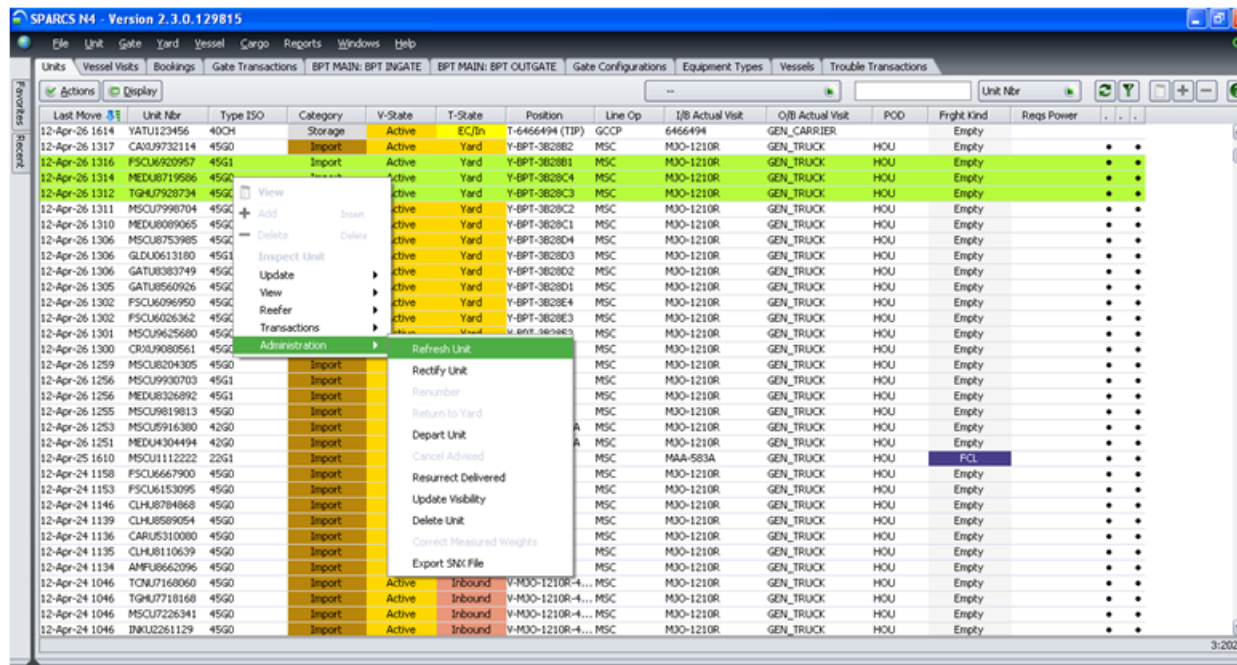 SPARCS N4 - Version 2.3.0.129815
File Unit Gate Yard Vessel Cargo Reports Windows Help
Units Vessel Visits Bookings Gate Transactions BPT MAIN: BPT INGATE BPT MAIN: BPT OUTGATE Gate Configurations Equipment Types Vessels Trouble Transactions
Favorites
Recent
Actions Display -- Unit Nbr
Last Move Unit Nbr Type ISO Category V-State T-State Position Line Op I/B Actual Visit O/B Actual Visit POD Frght Kind Reqs Power . . .
12-Apr-26 1614 YATU123456 40CH Storage Active EC/In T-6466494 (TIP) GCCP 6466494 GEN_CARRIER Empty
12-Apr-26 1317 CAXU9732114 45G0 Import Active Yard Y-BPT-3B28B2 MSC MJO-1210R GEN_TRUCK HOU Empty
12-Apr-26 1316 FSCU6920957 45G1 Import Active Yard Y-BPT-3B28B1 MSC MJO-1210R GEN_TRUCK HOU Empty
12-Apr-26 1314 MEDU8719586 45G0 Active Yard Y-BPT-3B28C4 MSC MJO-1210R GEN_TRUCK HOU Empty
12-Apr-26 1312 TGHU7928734 45G0 View ctive Yard Y-BPT-3B28C3 MSC MJO-1210R GEN_TRUCK HOU Empty
12-Apr-26 1311 MSCU7998704 45G0 Add Insert ctive Yard Y-BPT-3B28C2 MSC MJO-1210R GEN_TRUCK HOU Empty
12-Apr-26 1310 MEDU8089065 45G0 ctive Yard Y-BPT-3B28C1 MSC MJO-1210R GEN_TRUCK HOU Empty
12-Apr-26 1306 MSCU8753985 45G0 Delete Delete ctive Yard Y-BPT-3B28D4 MSC MJO-1210R GEN_TRUCK HOU Empty
12-Apr-26 1306 GLDU0613180 45G1 Inspect Unit ctive Yard Y-BPT-3B28D3 MSC MJO-1210R GEN_TRUCK HOU Empty
12-Apr-26 1306 GATU8383749 45G0 Update ctive Yard Y-BPT-3B28D2 MSC MJO-1210R GEN_TRUCK HOU Empty
12-Apr-26 1305 GATU8560926 45G0 View ctive Yard Y-BPT-3B28D1 MSC MJO-1210R GEN_TRUCK HOU Empty
12-Apr-26 1302 FSCU6096950 45G0 Reefer ctive Yard Y-BPT-3B28E4 MSC MJO-1210R GEN_TRUCK HOU Empty
12-Apr-26 1302 FSCU6026362 45G0 Transactions ctive Yard Y-BPT-3B28E3 MSC MJO-1210R GEN_TRUCK HOU Empty
12-Apr-26 1301 MSCU9625680 45G0 MSC MJO-1210R GEN_TRUCK HOU Empty
12-Apr-26 1300 CRXU9080561 45G0 Administration Refresh Unit MSC MJO-1210R GEN_TRUCK HOU Empty
12-Apr-26 1259 MSCU8204305 45G0 Import Rectify Unit MSC MJO-1210R GEN_TRUCK HOU Empty
12-Apr-26 1256 MSCU9930703 45G1 Import MSC MJO-1210R GEN_TRUCK HOU Empty
12-Apr-26 1256 MEDU8326892 45G1 Import Renumber MSC MJO-1210R GEN_TRUCK HOU Empty
12-Apr-26 1255 MSCU9819813 45G0 Import Return to Yard MSC MJO-1210R GEN_TRUCK HOU Empty
12-Apr-26 1253 MSCU5916380 42G0 Import Depart Unit A MSC MJO-1210R GEN_TRUCK HOU Empty
12-Apr-26 1251 MEDU4304494 42G0 Import A MSC MJO-1210R GEN_TRUCK HOU Empty
12-Apr-25 1610 MSCU1112222 22G1 Import Cancel Advised MSC MAA-583A GEN_TRUCK HOU FCL
12-Apr-24 1158 FSCU6667900 45G0 Import Resurrect Delivered MSC MJO-1210R GEN_TRUCK HOU Empty
12-Apr-24 1153 FSCU6153095 45G0 Import Update Visibility MSC MJO-1210R GEN_TRUCK HOU Empty
12-Apr-24 1146 CLHU8784868 45G0 Import MSC MJO-1210R GEN_TRUCK HOU Empty
12-Apr-24 1139 CLHU8589054 45G0 Import Delete Unit MSC MJO-1210R GEN_TRUCK HOU Empty
12-Apr-24 1136 CARU5310080 45G0 Import Correct Measured Weights MSC MJO-1210R GEN_TRUCK HOU Empty
12-Apr-24 1135 CLHU8110639 45G0 Import MSC MJO-1210R GEN_TRUCK HOU Empty
12-Apr-24 1134 AMFU8662096 45G0 Import Export SNX File MSC MJO-1210R GEN_TRUCK HOU Empty
12-Apr-24 1046 TCNU7168060 45G0 Import Active Inbound V-MJO-1210R-4... MSC MJO-1210R GEN_TRUCK HOU Empty
12-Apr-24 1046 TGHU7718168 45G0 Import Active Inbound V-MJO-1210R-4... MSC MJO-1210R GEN_TRUCK HOU Empty
12-Apr-24 1046 MSCU7226341 45G0 Import Active Inbound V-MJO-1210R-4... MSC MJO-1210R GEN_TRUCK HOU Empty
12-Apr-24 1046 INKU2261129 45G0 Import Active Inbound V-MJO-1210R-4... MSC MJO-1210R GEN_TRUCK HOU Empty
3:202